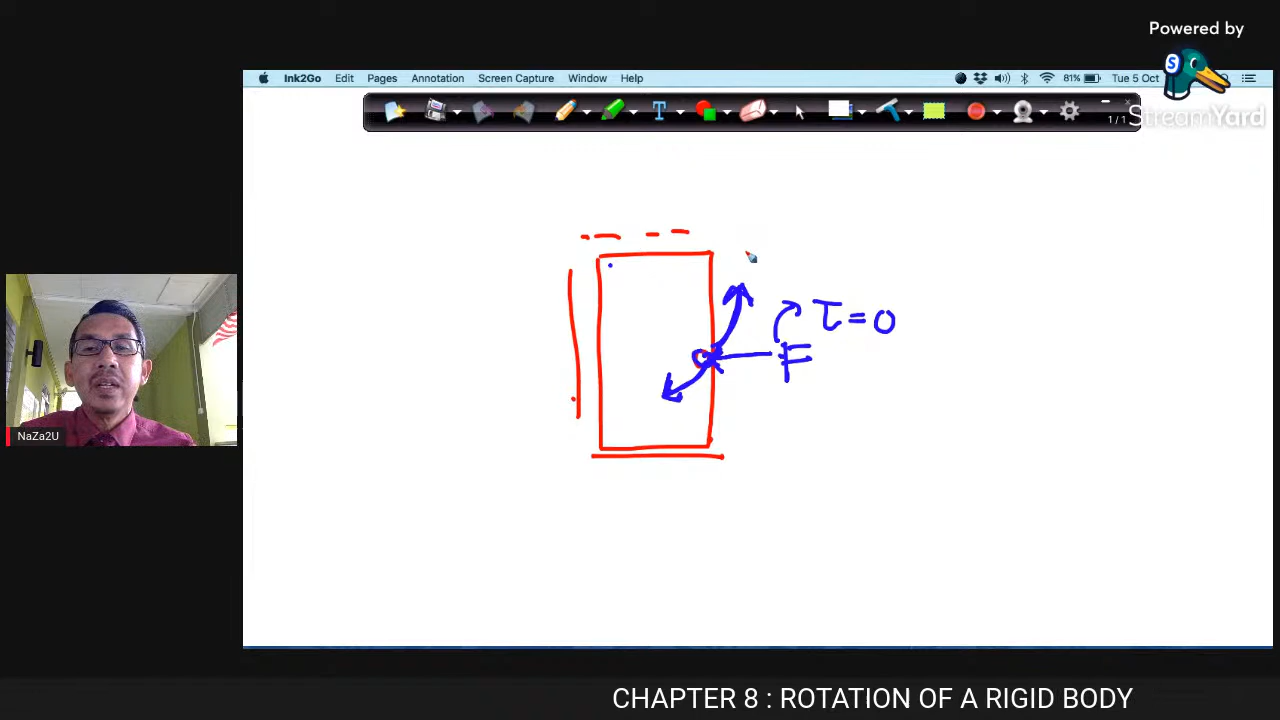 Powered by
StreamYard
Ink2Go Edit Pages Annotation Screen Capture Window Help
81% Tue 5 Oct
T
1/1
τ = 0
F
NaZa2U
CHAPTER 8 : ROTATION OF A RIGID BODY